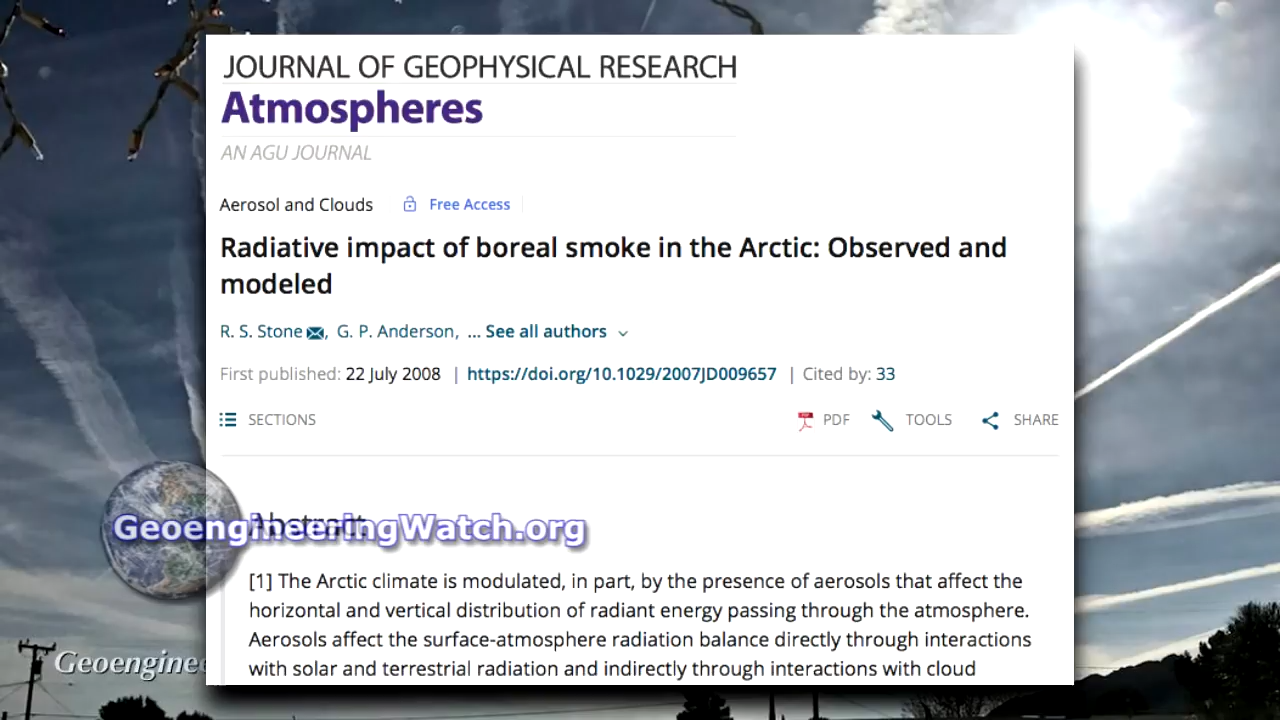 JOURNAL OF GEOPHYSICAL RESEARCH
Atmospheres
AN AGU JOURNAL
Aerosol and Clouds Free Access
Radiative impact of boreal smoke in the Arctic: Observed and
modeled
R. S. Stone, G. P. Anderson, ... See all authors
First published: 22 July 2008 | https://doi.org/10.1029/2007JD009657 | Cited by: 33
SECTIONS PDF TOOLS SHARE
Abstract
GeoengineeringWatch.org
[1] The Arctic climate is modulated, in part, by the presence of aerosols that affect the
horizontal and vertical distribution of radiant energy passing through the atmosphere.
Aerosols affect the surface-atmosphere radiation balance directly through interactions
with solar and terrestrial radiation and indirectly through interactions with cloud
Geoenginee